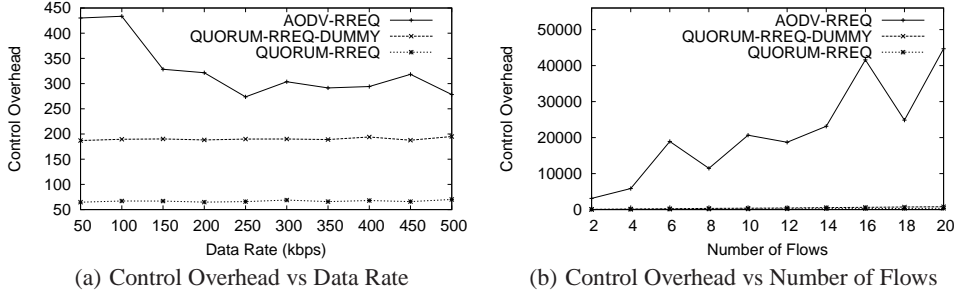 Control Overhead
450
400
350
300
250
200
150
100
50
AODV-RREQ
QUORUM-RREQ-DUMMY
QUORUM-RREQ
50 100 150 200 250 300 350 400 450 500
Data Rate (kbps)
(a) Control Overhead vs Data Rate
Control Overhead
50000
40000
30000
20000
10000
0
AODV-RREQ
QUORUM-RREQ-DUMMY
QUORUM-RREQ
2 4 6 8 10 12 14 16 18 20
Number of Flows
(b) Control Overhead vs Number of Flows